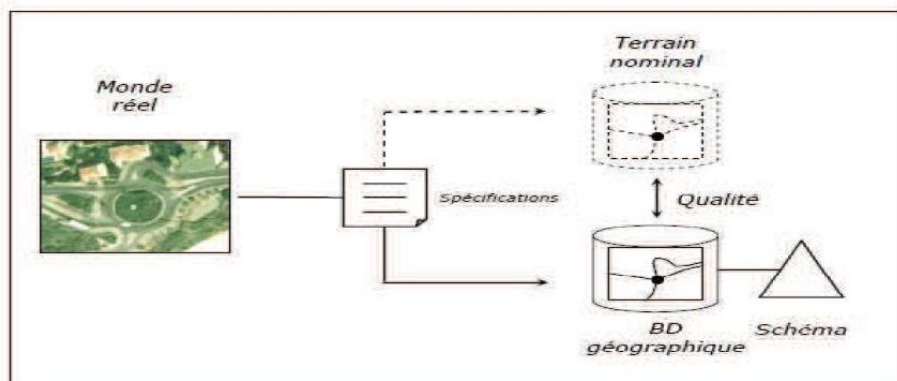 Terrain
nominal
Monde
réel
Spécifications
Qualité
BD
géographique
Schéma